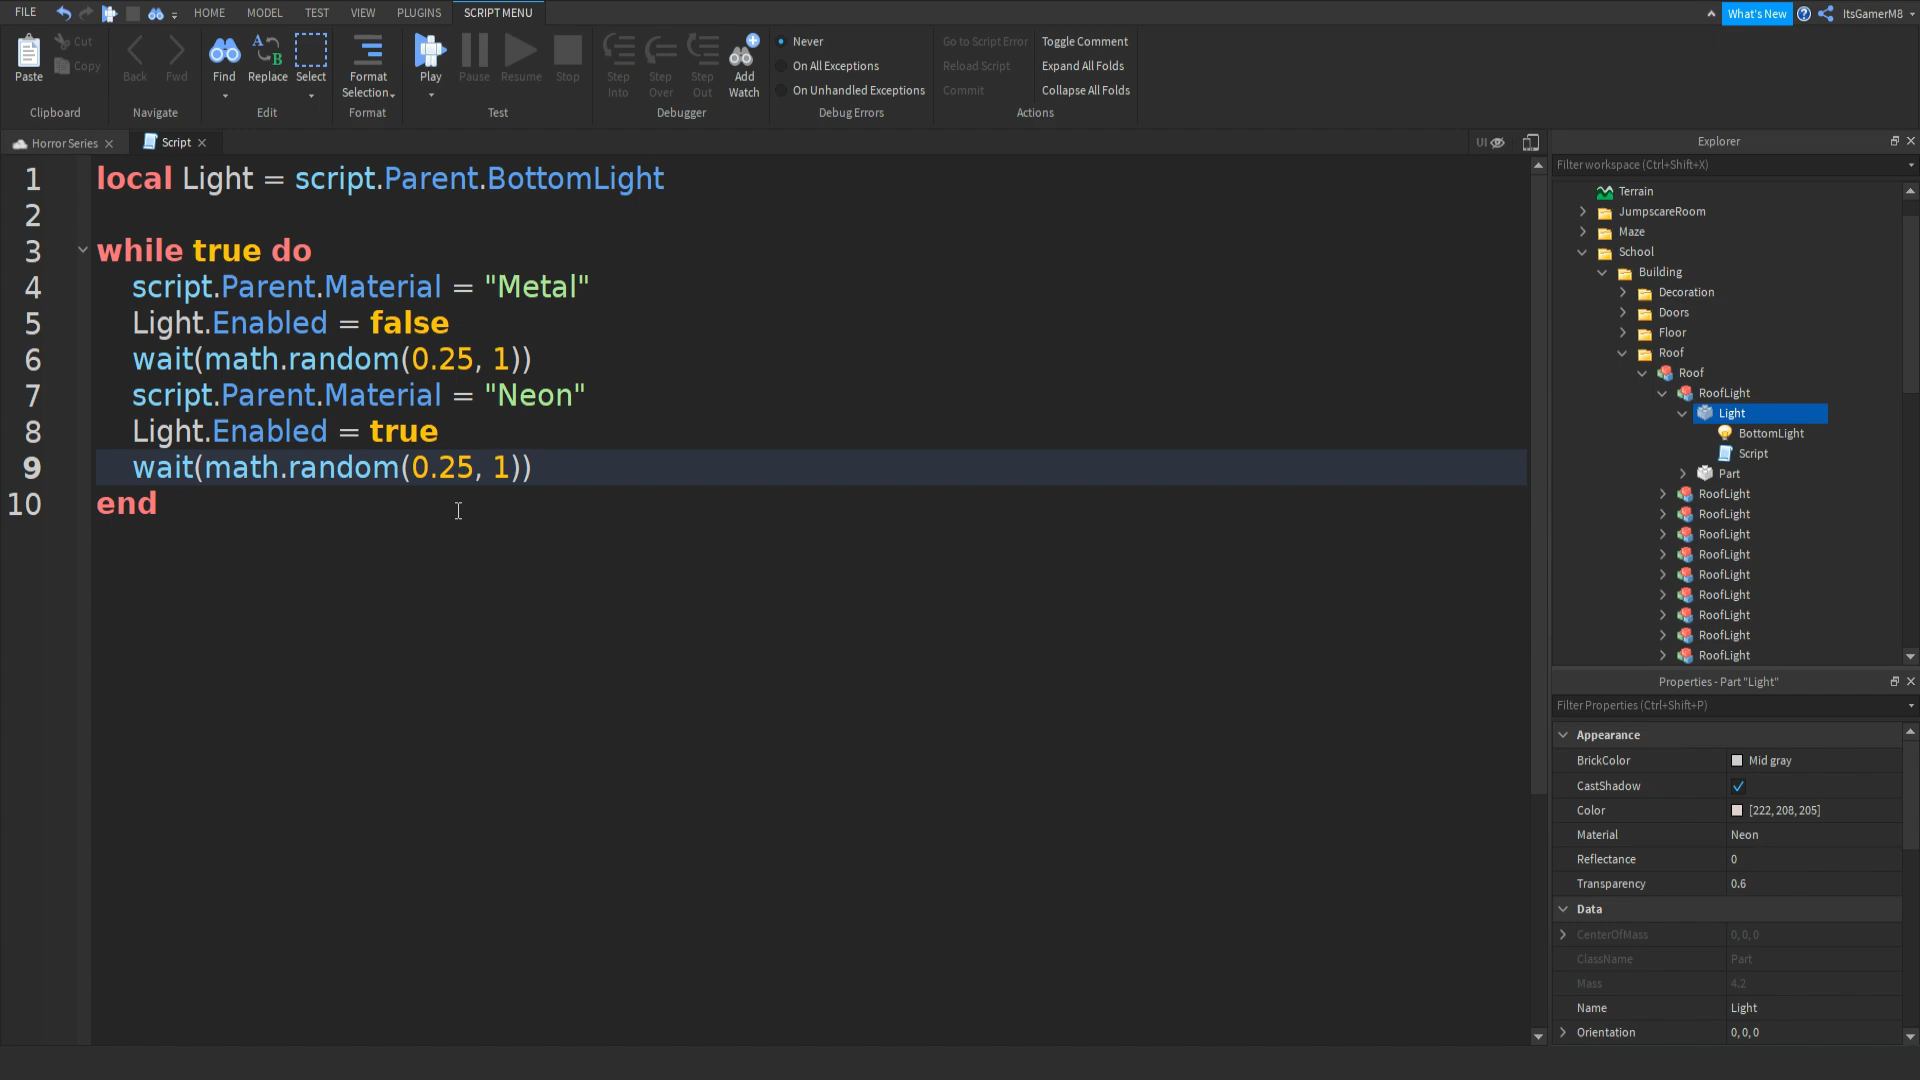 FILE HOME MODEL TEST VIEW PLUGINS SCRIPT MENU What's New ItsGamerM8
Paste Cut Copy Back Fwd Find Replace Select Format Selection Play Pause Resume Stop Step Into Step Over Step Out Add Watch
Never
On All Exceptions
On Unhandled Exceptions
Go to Script Error
Reload Script
Commit
Toggle Comment
Expand All Folds
Collapse All Folds
Clipboard Navigate Edit Format Test Debugger Debug Errors Actions
Horror Series Script UI
1 local Light = script.Parent.BottomLight
2
3 while true do
4 script.Parent.Material = "Metal"
5 Light.Enabled = false
6 wait(math.random(0.25, 1))
7 script.Parent.Material = "Neon"
8 Light.Enabled = true
9 wait(math.random(0.25, 1))
10 end
Explorer
Filter workspace (Ctrl+Shift+X)
Terrain
JumpscareRoom
Maze
School
Building
Decoration
Doors
Floor
Roof
Roof
RoofLight
Light
BottomLight
Script
Part
RoofLight
RoofLight
RoofLight
RoofLight
RoofLight
RoofLight
RoofLight
RoofLight
RoofLight
Properties - Part "Light"
Filter Properties (Ctrl+Shift+P)
Appearance
BrickColor Mid gray
CastShadow
Color [222, 208, 205]
Material Neon
Reflectance 0
Transparency 0.6
Data
CenterOfMass 0, 0, 0
ClassName Part
Mass 4.2
Name Light
Orientation 0, 0, 0